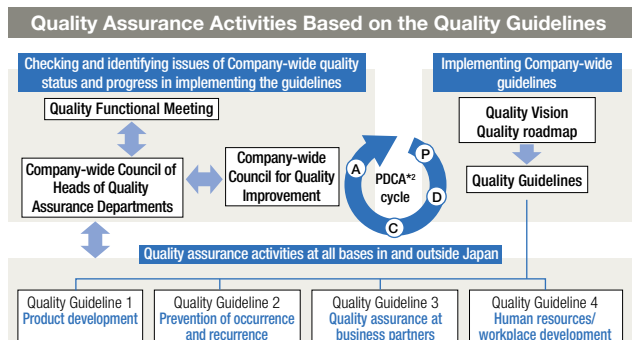 Quality Assurance Activities Based on the Quality Guidelines
Checking and identifying issues of Company-wide quality
status and progress in implementing the guidelines
Quality Functional Meeting
Company-wide Council of
Heads of Quality
Assurance Departments
Company-wide
Council for Quality
Improvement
A
P
D
C
PDCA*2
cycle
Implementing Company-wide
guidelines
Quality Vision
Quality roadmap
Quality Guidelines
Quality assurance activities at all bases in and outside Japan
Quality Guideline 1
Product development
Quality Guideline 2
Prevention of occurrence
and recurrence
Quality Guideline 3
Quality assurance at
business partners
Quality Guideline 4
Human resources/
workplace development